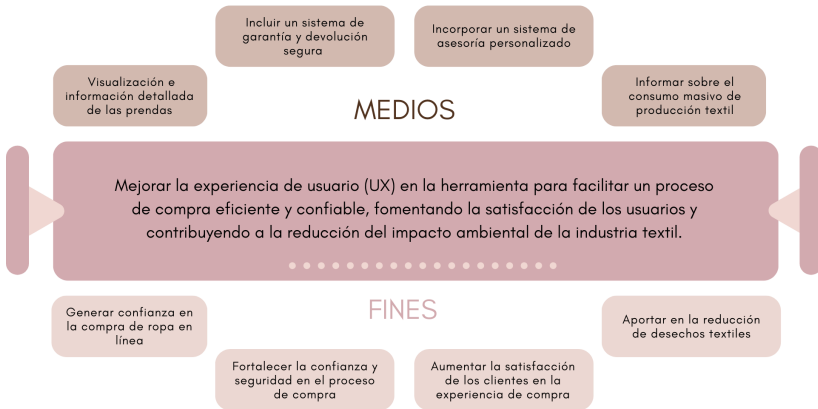 Incluir un sistema de
garantía y devolución
segura
Incorporar un sistema de
asesoría personalizado
Visualización e
información detallada
de las prendas
Informar sobre el
consumo masivo de
producción textil
MEDIOS
Mejorar la experiencia de usuario (UX) en la herramienta para facilitar un proceso
de compra eficiente y confiable, fomentando la satisfacción de los usuarios y
contribuyendo a la reducción del impacto ambiental de la industria textil.
FINES
Generar confianza en
la compra de ropa en
línea
Aportar en la reducción
de desechos textiles
Fortalecer la confianza y
seguridad en el proceso
de compra
Aumentar la satisfacción
de los clientes en la
experiencia de compra